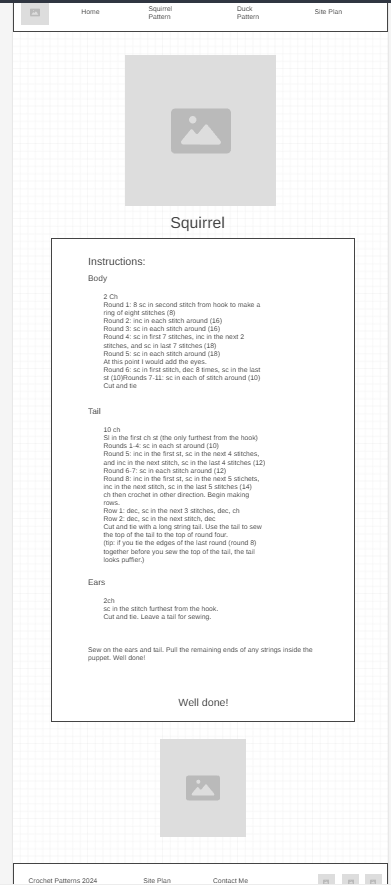 Home
Squirrel
Pattern
Duck
Pattern
Site Plan
Squirrel
Instructions:
Body
2 Ch
Round 1: 8 sc in second stitch from hook to make a
ring of eight stitches (8)
Round 2: inc in each stitch around (16)
Round 3: sc in each stitch around (16)
Round 4: sc in first 7 stitches, inc in the next 2
stitches, and sc in last 7 stitches (18)
Round 5: sc in each stitch around (18)
At this point I would add the eyes.
Round 6: sc in first stitch, dec 8 times, sc in the last
st (10)Rounds 7-11: sc in each of stitch around (10)
Cut and tie
Tail
10 ch
Sl in the first ch st (the only furthest from the hook)
Rounds 1-4: sc in each st around (10)
Round 5: inc in the first st, sc in the next 4 stitches,
and inc in the next stitch, sc in the last 4 stitches (12)
Round 6-7: sc in each stitch around (12)
Round 8: inc in the first st, sc in the next 5 stichets,
inc in the next stitch, sc in the last 5 stitches (14)
ch then crochet in other direction. Begin making
rows.
Row 1: dec, sc in the next 3 stitches, dec, ch
Row 2: dec, sc in the next stitch, dec
Cut and tie with a long string tail. Use the tail to sew
the top of the tail to the top of round four.
(tip: if you tie the edges of the last round (round 8)
together before you sew the top of the tail, the tail
looks puffier.)
Ears
2ch
sc in the stitch furthest from the hook.
Cut and tie. Leave a tail for sewing.
Sew on the ears and tail. Pull the remaining ends of any strings inside the
puppet. Well done!
Well done!
Crochet Patterns 2024
Site Plan
Contact Me